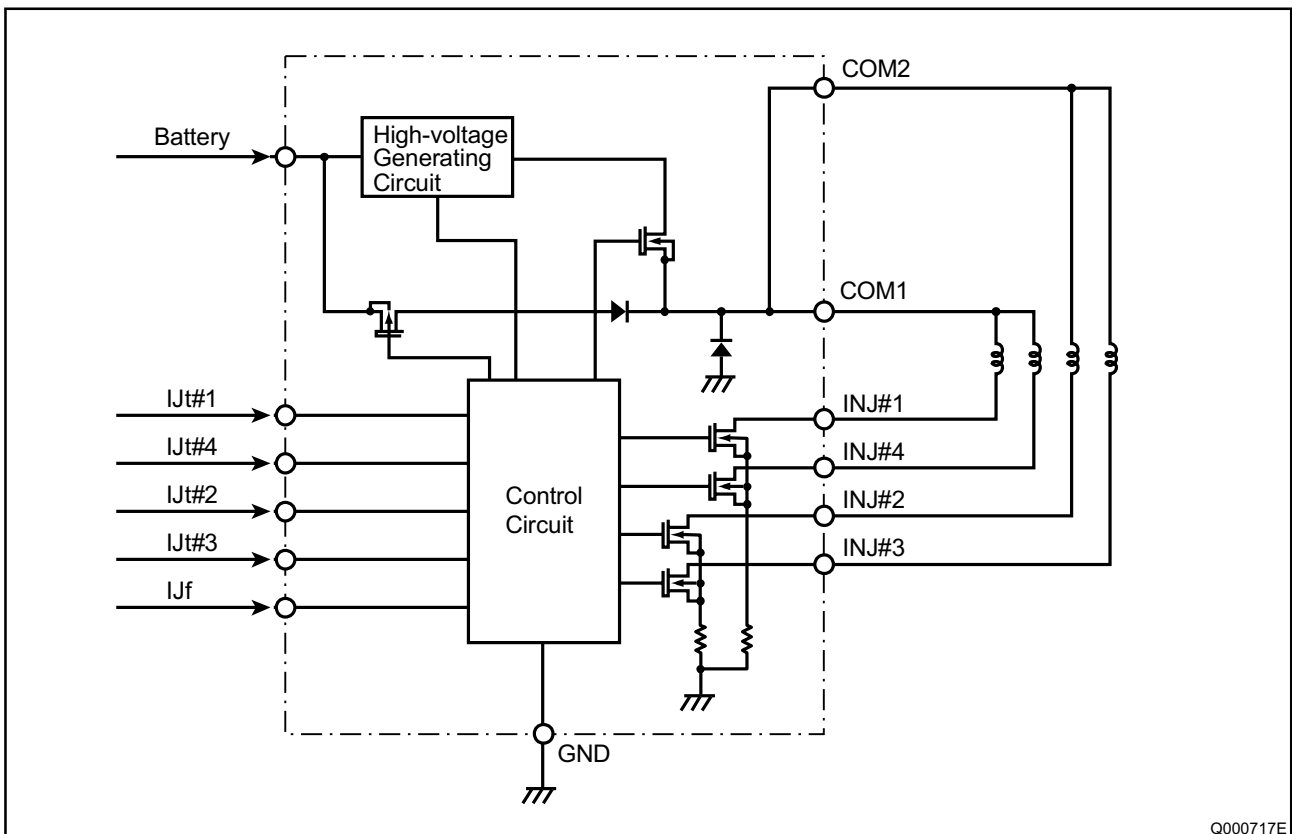 COM2
Battery
High-voltage
Generating
Circuit
COM1
IJt#1
INJ#1
IJt#4
INJ#4
IJt#2
Control
Circuit
INJ#2
IJt#3
INJ#3
IJf
GND
Q000717E